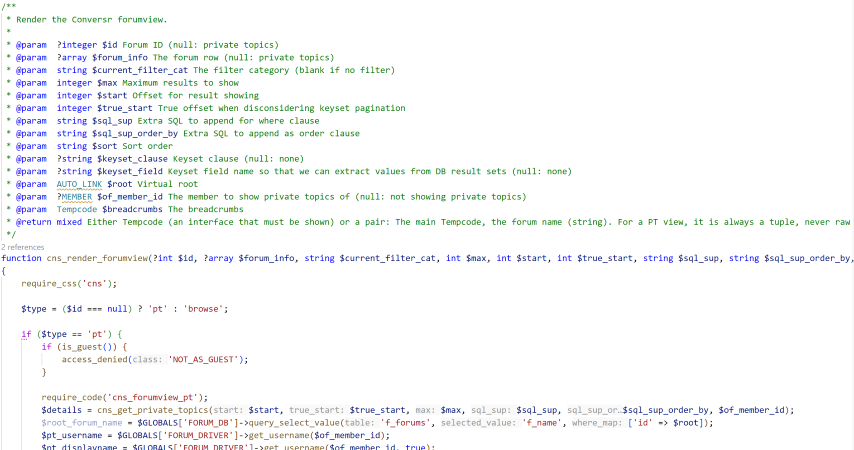 /**
 * Render the Conversr forumview.
 *
 * @param  ?integer $id Forum ID (null: private topics)
 * @param  ?array $forum_info The forum row (null: private topics)
 * @param  string $current_filter_cat The filter category (blank if no filter)
 * @param  integer $max Maximum results to show
 * @param  integer $start Offset for result showing
 * @param  integer $true_start True offset when disconsidering keyset pagination
 * @param  string $sql_sup Extra SQL to append for where clause
 * @param  string $sql_sup_order_by Extra SQL to append as order clause
 * @param  string $sort Sort order
 * @param  ?string $keyset_clause Keyset clause (null: none)
 * @param  ?string $keyset_field Keyset field name so that we can extract values from DB result sets (null: none)
 * @param  AUTO_LINK $root Virtual root
 * @param  ?MEMBER $of_member_id The member to show private topics of (null: not showing private topics)
 * @param  Tempcode $breadcrumbs The breadcrumbs
 * @return mixed Either Tempcode (an interface that must be shown) or a pair: The main Tempcode, the forum name (string). For a PT view, it is always a tuple, never raw
 */
2 references
function cns_render_forumview(?int $id, ?array $forum_info, string $current_filter_cat, int $max, int $start, int $true_start, string $sql_sup, string $sql_sup_order_by,
{
    require_css('cns');

    $type = ($id === null) ? 'pt' : 'browse';

    if ($type == 'pt') {
        if (is_guest()) {
            access_denied(class: 'NOT_AS_GUEST');
        }

        require_code('cns_forumview_pt');
        $details = cns_get_private_topics(start: $start, true_start: $true_start, max: $max, sql_sup: $sql_sup, sql_sup_or…$sql_sup_order_by, $of_member_id);
        $root_forum_name = $GLOBALS['FORUM_DB']->query_select_value(table: 'f_forums', selected_value: 'f_name', where_map: ['id' => $root]);
        $pt_username = $GLOBALS['FORUM_DRIVER']->get_username($of_member_id);
        $pt_displayname = $GLOBALS['FORUM_DRIVER']->get_username($of_member_id, true);